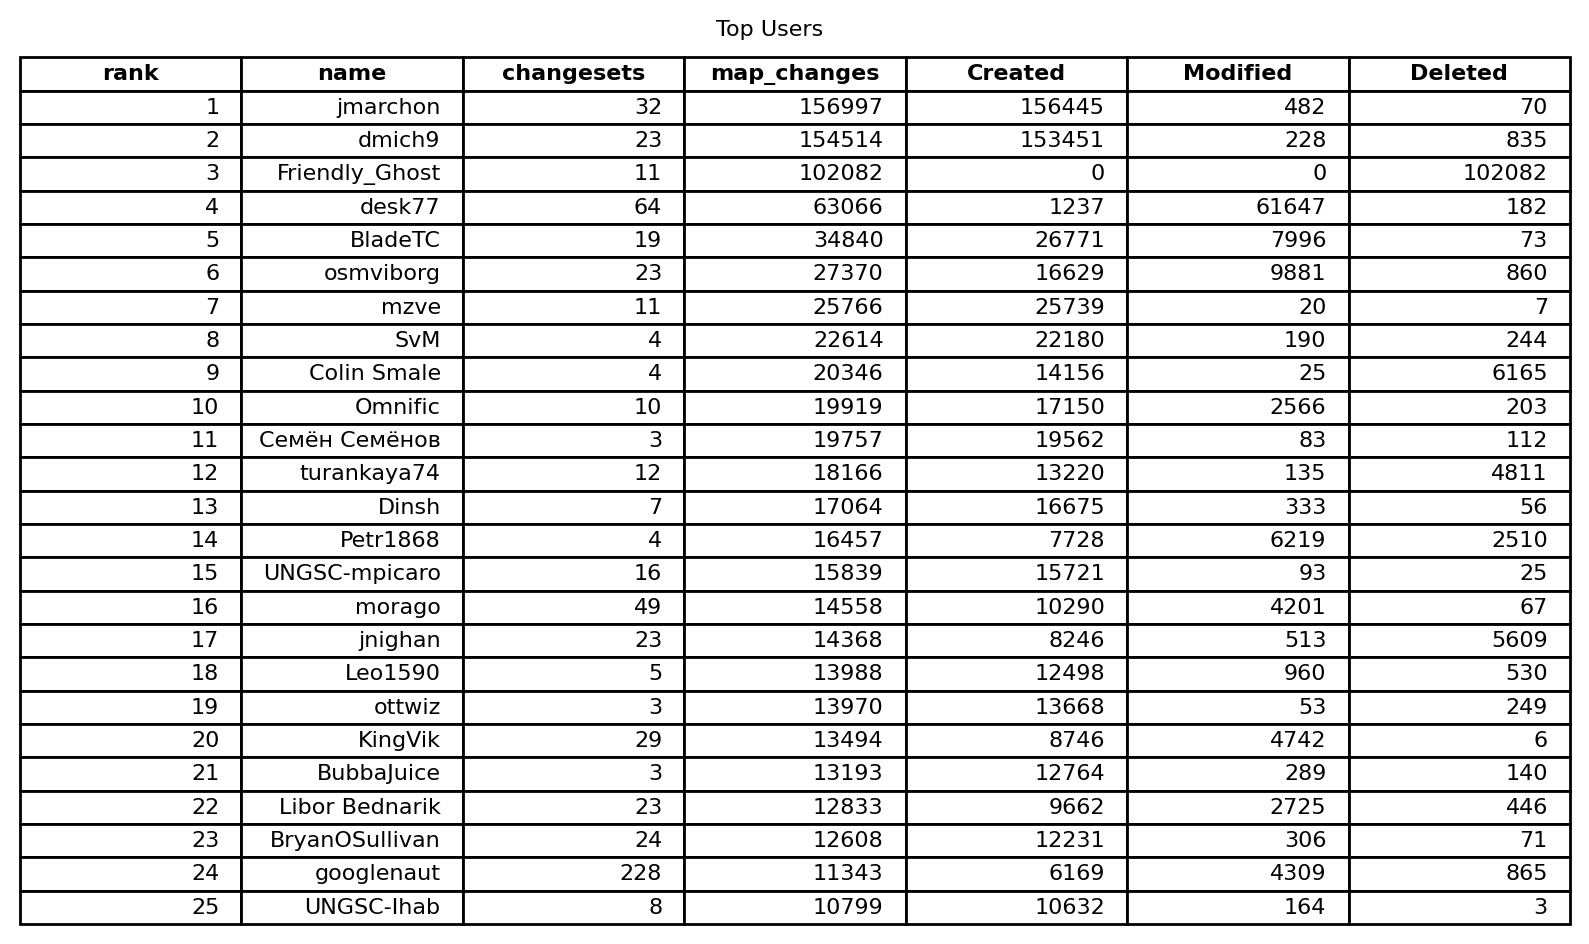 Top Users
rank name changesets map_changes Created Modified Deleted
1 jmarchon 32 156997 156445 482 70
2 dmich9 23 154514 153451 228 835
3 Friendly_Ghost 11 102082 0 0 102082
4 desk77 64 63066 1237 61647 182
5 BladeTC 19 34840 26771 7996 73
6 osmviborg 23 27370 16629 9881 860
7 mzve 11 25766 25739 20 7
8 SvM 4 22614 22180 190 244
9 Colin Smale 4 20346 14156 25 6165
10 Omnific 10 19919 17150 2566 203
11 Семён Семёнов 3 19757 19562 83 112
12 turankaya74 12 18166 13220 135 4811
13 Dinsh 7 17064 16675 333 56
14 Petr1868 4 16457 7728 6219 2510
15 UNGSC-mpicaro 16 15839 15721 93 25
16 morago 49 14558 10290 4201 67
17 jnighan 23 14368 8246 513 5609
18 Leo1590 5 13988 12498 960 530
19 ottwiz 3 13970 13668 53 249
20 KingVik 29 13494 8746 4742 6
21 BubbaJuice 3 13193 12764 289 140
22 Libor Bednarik 23 12833 9662 2725 446
23 BryanOSullivan 24 12608 12231 306 71
24 googlenaut 228 11343 6169 4309 865
25 UNGSC-Ihab 8 10799 10632 164 3